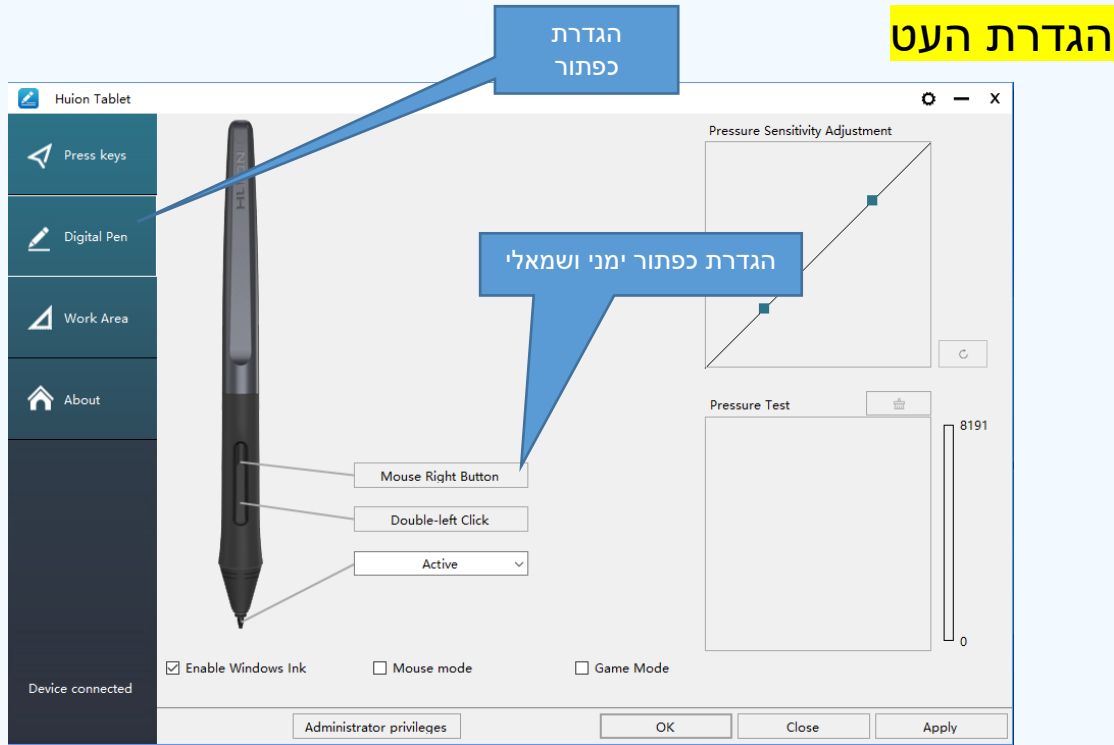 הגדרת העט
הגדרת
כפתור
Huion Tablet
X
Press keys
Digital Pen
Work Area
About
Device connected
HUION
הגדרת כפתור ימני ושמאלי
Mouse Right Button
Double-left Click
Active
Pressure Sensitivity Adjustment
Pressure Test
8191
0
Enable Windows Ink
Mouse mode
Game Mode
Administrator privileges
OK
Close
Apply